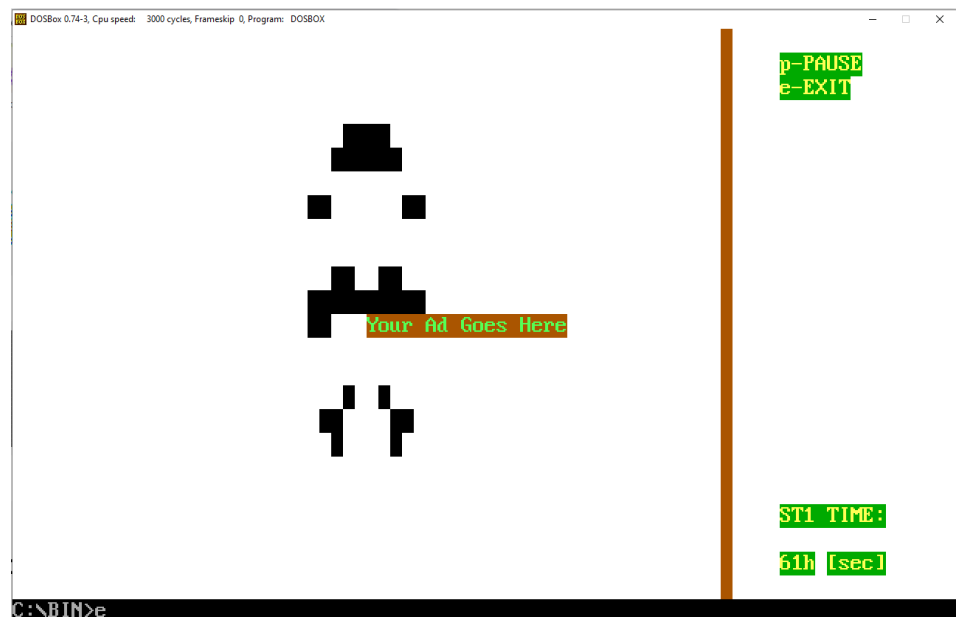 DOSBox 0.74-3, Cpu speed: 3000 cycles, Frameskip 0, Program: DOSBOX
p-PAUSE
e-EXIT
Your Ad Goes Here
ST1 TIME:
61h [sec]
C:\BIN>e